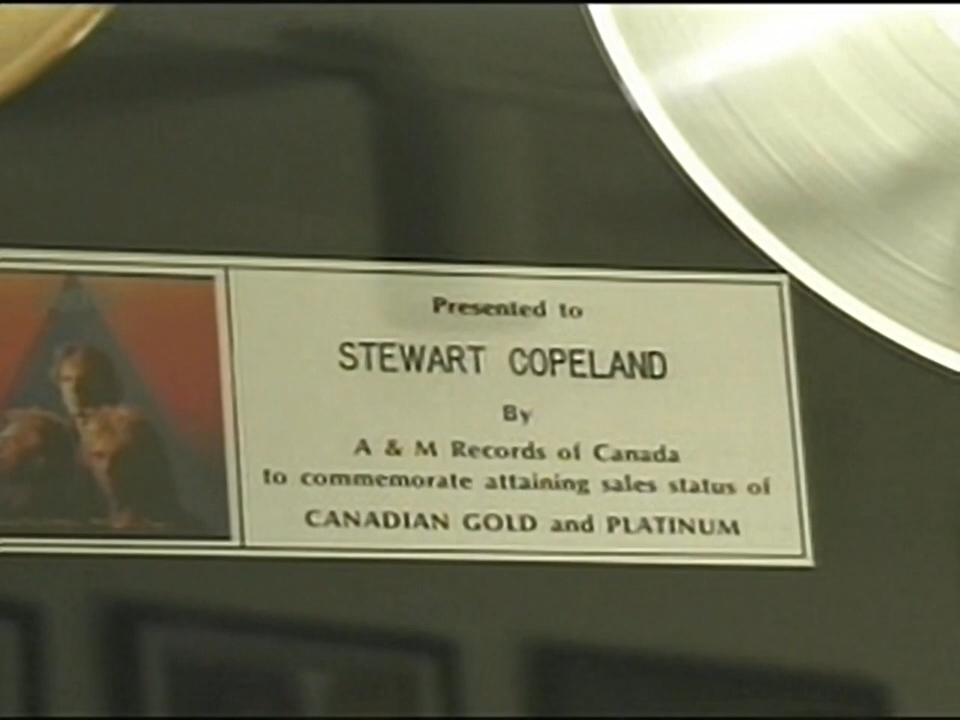 Presented to
STEWART COPELAND
By
A & M Records of Canada
to commemorate attaining sales status of
CANADIAN GOLD and PLATINUM